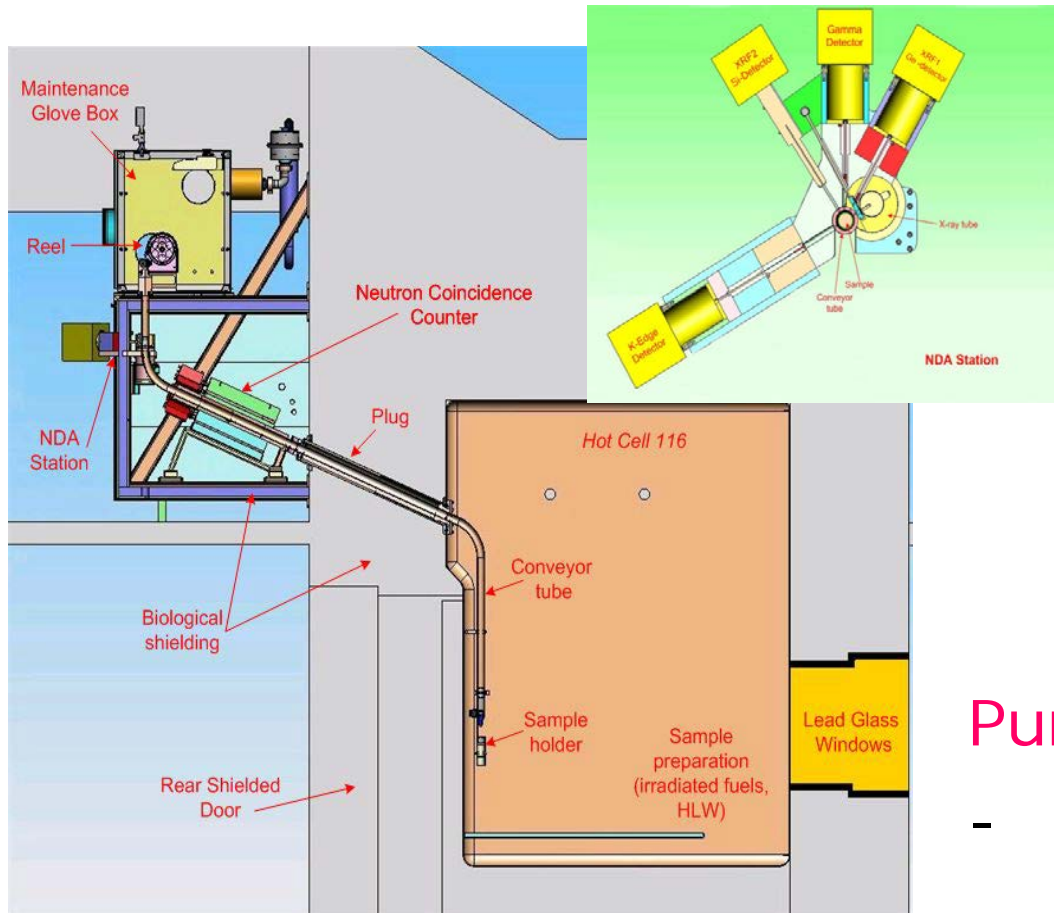 Maintenance
Glove Box
Reel
Neutron Coincidence
Counter
NDA
Station
Plug
Hot Cell 116
Conveyor
tube
Biological
shielding
Sample
holder
Sample
preparation
(irradiated fuels,
HLW)
Rear Shielded
Door
Lead Glass
Windows
XRF2
Si-Detector
Gamma
Detector
XRF1
Ge-detector
X-ray tube
Sample
Conveyor
tube
K-Edge
Detector
NDA Station
-